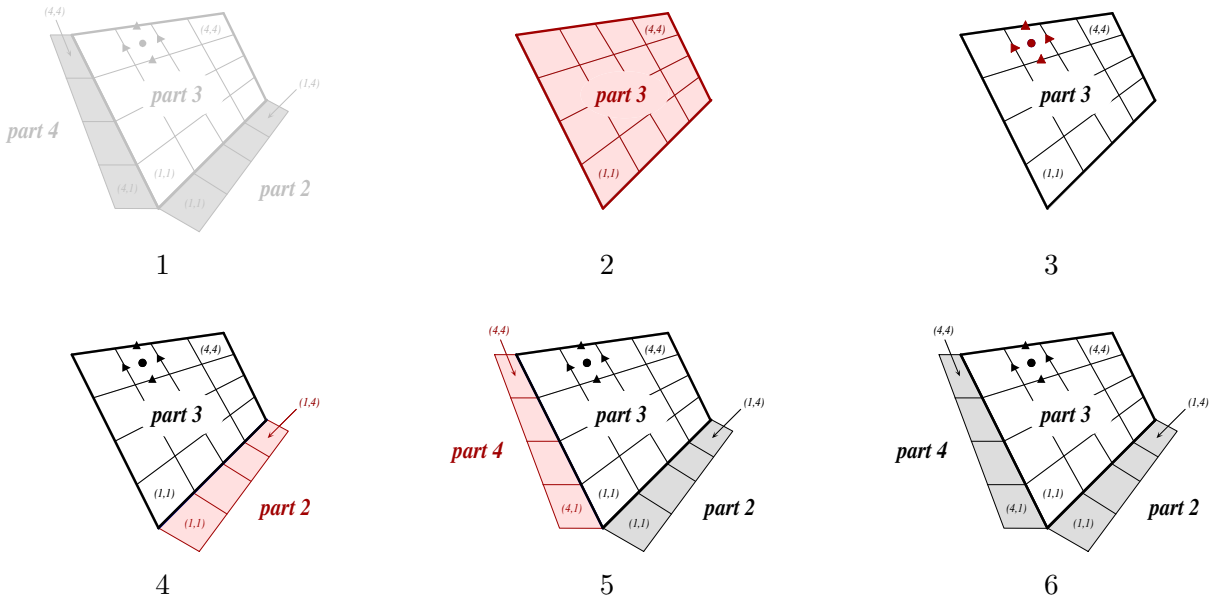 (4,4)
(4,4)
part 3
(1,4)
part 4
(1,1)
(4,1)
(1,1)
part 2
1
(4,4)
part 3
(1,1)
2
(4,4)
part 3
(1,1)
3
(4,4)
part 3
(1,4)
(1,1)
(1,1)
part 2
4
(4,4)
(4,4)
part 3
(1,4)
part 4
(1,1)
(4,1)
(1,1)
part 2
5
(4,4)
(4,4)
part 3
(1,4)
part 4
(1,1)
(4,1)
(1,1)
part 2
6